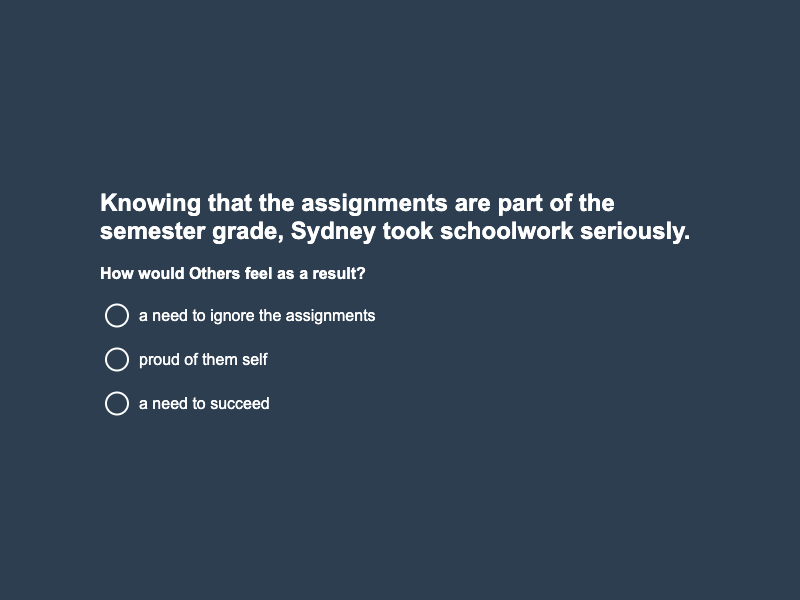 Knowing that the assignments are part of the
semester grade, Sydney took schoolwork seriously.
How would Others feel as a result?
a need to ignore the assignments
proud of them self
a need to succeed